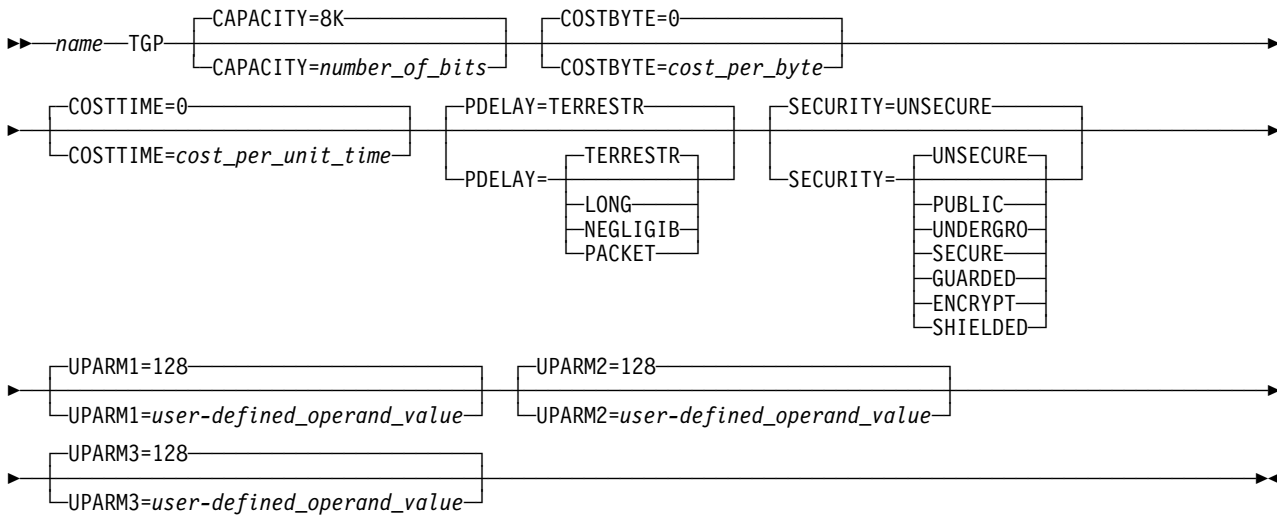 CAPACITY=8K COSTBYTE=0
name TGP
CAPACITY=number_of_bits COSTBYTE=cost_per_byte
COSTTIME=0 PDELAY=TERRESTR SECURITY=UNSECURE
COSTTIME=cost_per_unit_time TERRESTR UNSECURE
PDELAY= SECURITY=
LONG PUBLIC
NEGLIGIB UNDERGRO
PACKET SECURE
GUARDED
ENCRYPT
SHIELDED
UPARM1=128 UPARM2=128
UPARM1=user-defined_operand_value UPARM2=user-defined_operand_value
UPARM3=128
UPARM3=user-defined_operand_value